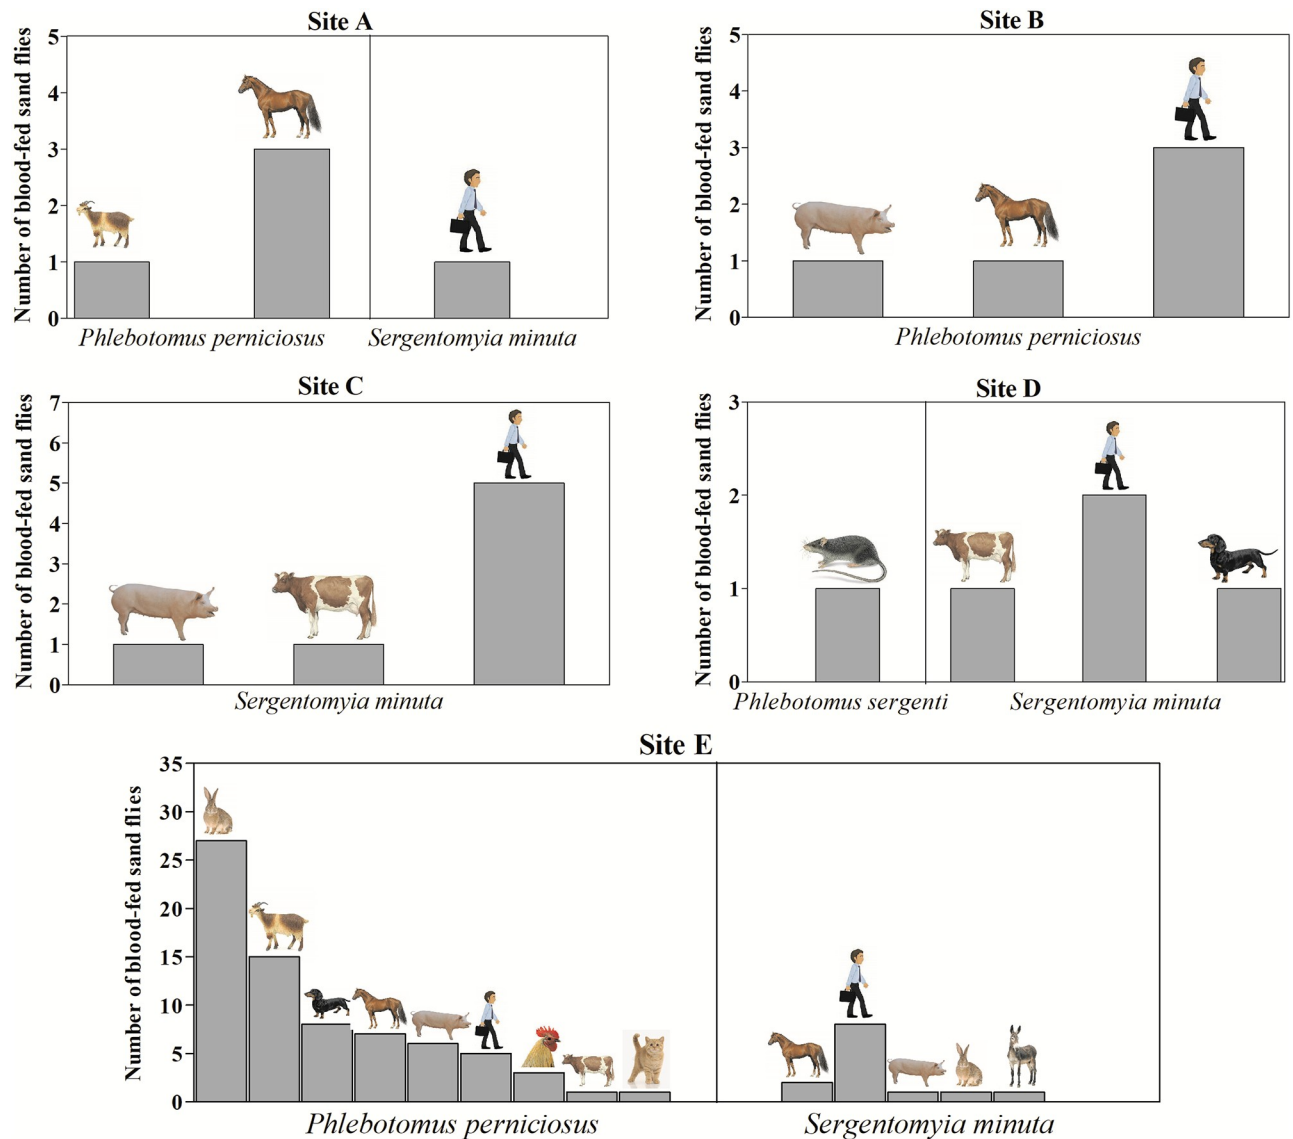 Site A
Number of blood-fed sand flies
5
4
3
2
1
0
Phlebotomus perniciosus
Sergentomyia minuta
Site B
Number of blood-fed sand flies
5
4
3
2
1
0
Phlebotomus perniciosus
Site C
Number of blood-fed sand flies
7
6
5
4
3
2
1
0
Sergentomyia minuta
Site D
Number of blood-fed sand flies
3
2
1
0
Phlebotomus sergenti
Sergentomyia minuta
Site E
Number of blood-fed sand flies
35
30
25
20
15
10
5
0
Phlebotomus perniciosus
Sergentomyia minuta